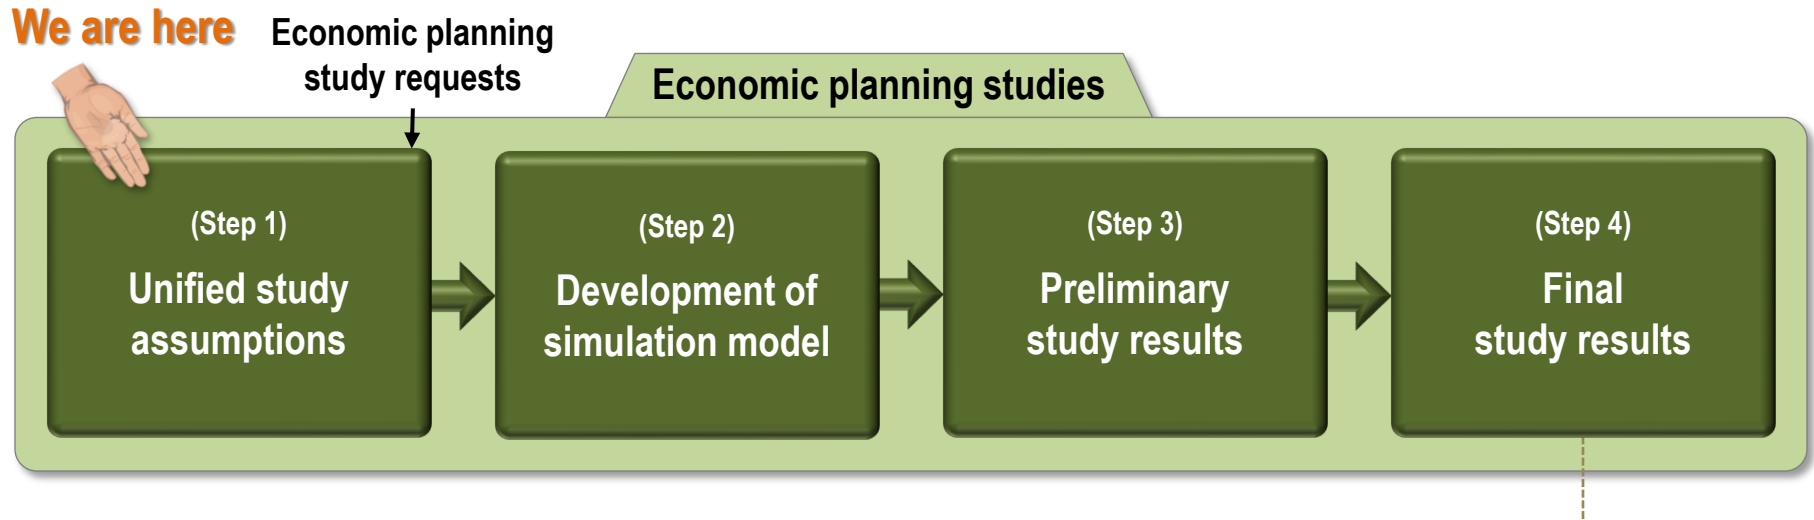 We are here
Economic planning
study requests
Economic planning studies
(Step 1)
Unified study
assumptions
(Step 2)
Development of
simulation model
(Step 3)
Preliminary
study results
(Step 4)
Final
study results